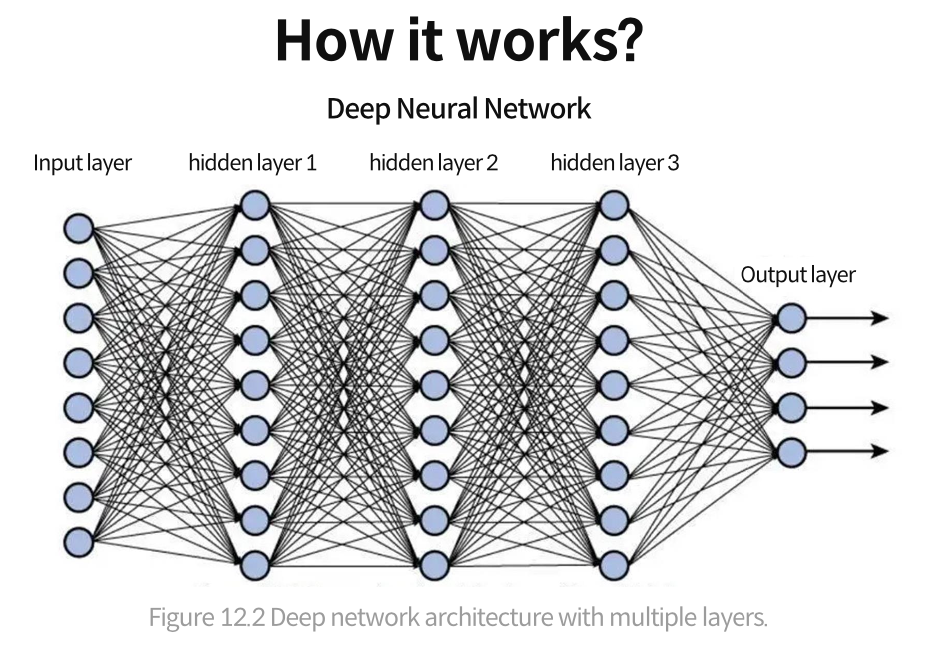 How it works?
Deep Neural Network
Input layer
hidden layer 1
hidden layer 2
hidden layer 3
Output layer
Figure 12.2 Deep network architecture with multiple layers.